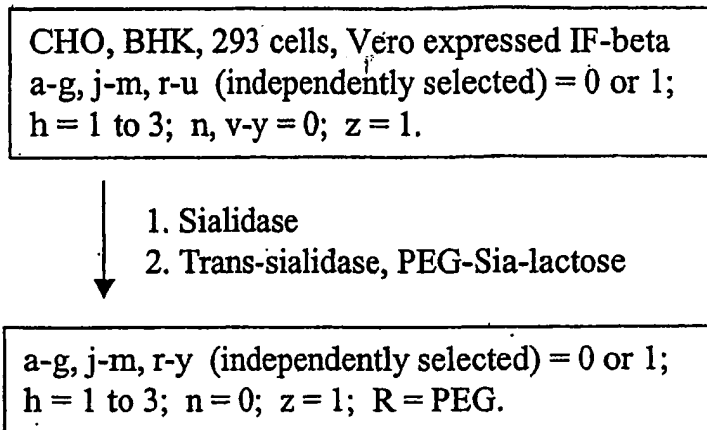 CHO, BHK, 293 cells, Vero expressed IF-beta
a-g, j-m, r-u (independently selected) = 0 or 1;
h = 1 to 3; n, v-y = 0; z = 1.
1. Sialidase
2. Trans-sialidase, PEG-Sia-lactose
a-g, j-m, r-y (independently selected) = 0 or 1;
h = 1 to 3; n = 0; z = 1; R = PEG.